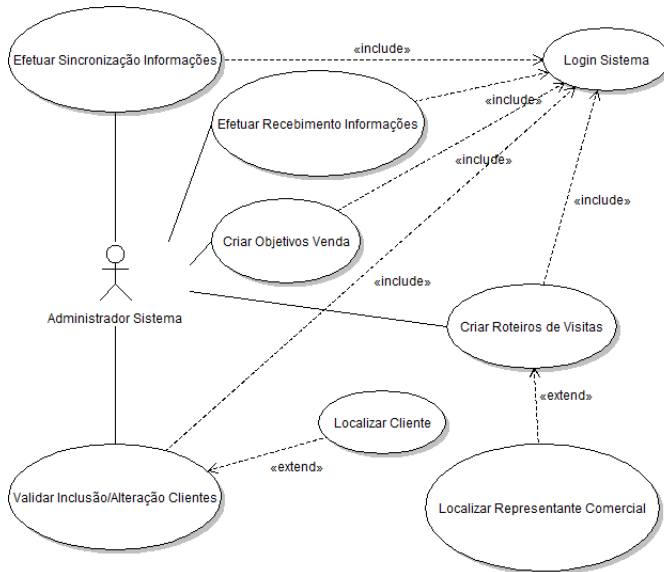 «include»
Efetuar Sincronização Informações
Login Sistema
«include»
Efetuar Recebimento Informações
«include»
Criar Objetivos Venda
«include»
Administrador Sistema
Criar Roteiros de Visitas
«extend»
Localizar Cliente
«extend»
Validar Inclusão/Alteração Clientes
Localizar Representante Comercial